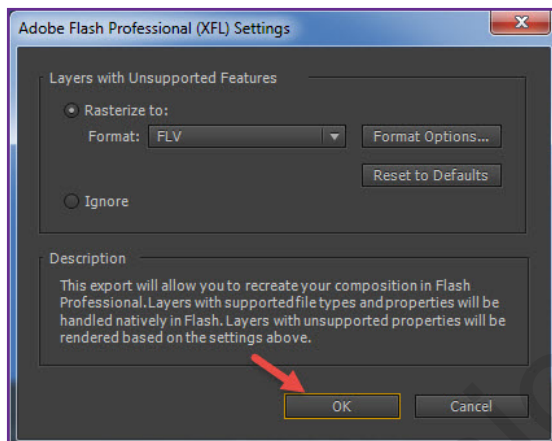 Adobe Flash Professional (XFL) Settings
Layers with Unsupported Features
Rasterize to:
Format: FLV Format Options...
Reset to Defaults
Ignore
Description
This export will allow you to recreate your composition in Flash
Professional.Layers with supported file types and properties will be
handled natively in Flash. Layers with unsupported properties will be
rendered based on the settings above.
OK Cancel